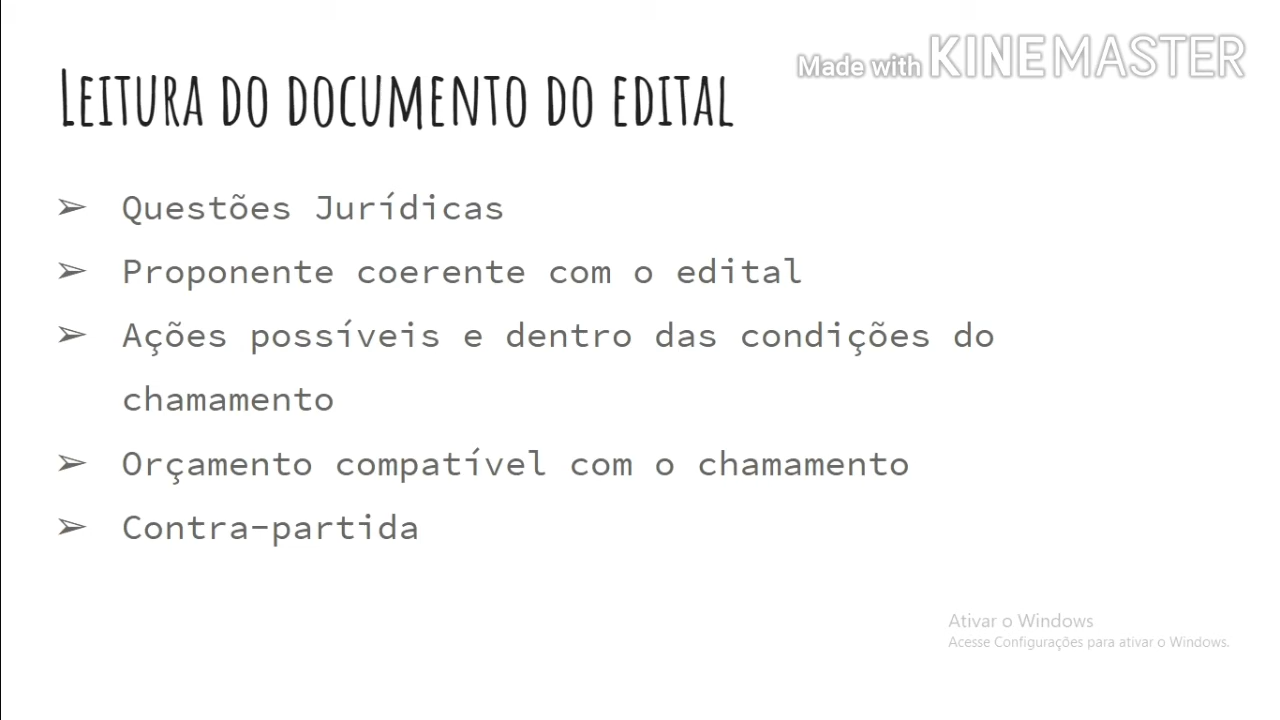 Made with KINEMASTER
Leitura do documento do edital
➢ Questões Jurídicas
➢ Proponente coerente com o edital
➢ Ações possíveis e dentro das condições do
chamamento
➢ Orçamento compatível com o chamamento
➢ Contra-partida
Ativar o Windows
Acesse Configurações para ativar o Windows.